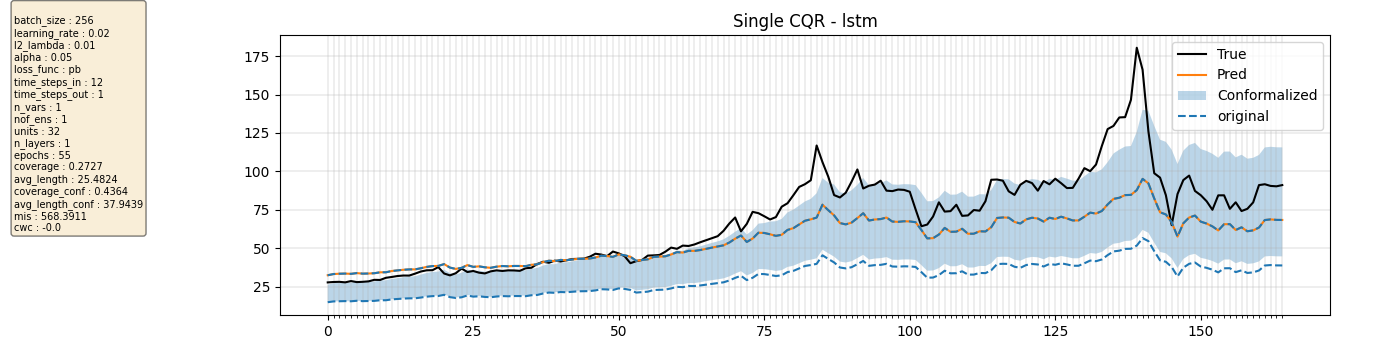 batch_size : 256
learning_rate : 0.02
l2_lambda : 0.01
alpha : 0.05
loss_func : pb
time_steps_in : 12
time_steps_out : 1
n_vars : 1
nof_ens : 1
units : 32
n_layers : 1
epochs : 55
coverage : 0.2727
avg_length : 25.4824
coverage_conf : 0.4364
avg_length_conf : 37.9439
mis : 568.3911
cwc : -0.0
Single CQR - lstm
175
150
125
100
75
50
25
0
25
50
75
100
125
150
True
Pred
Conformalized
original